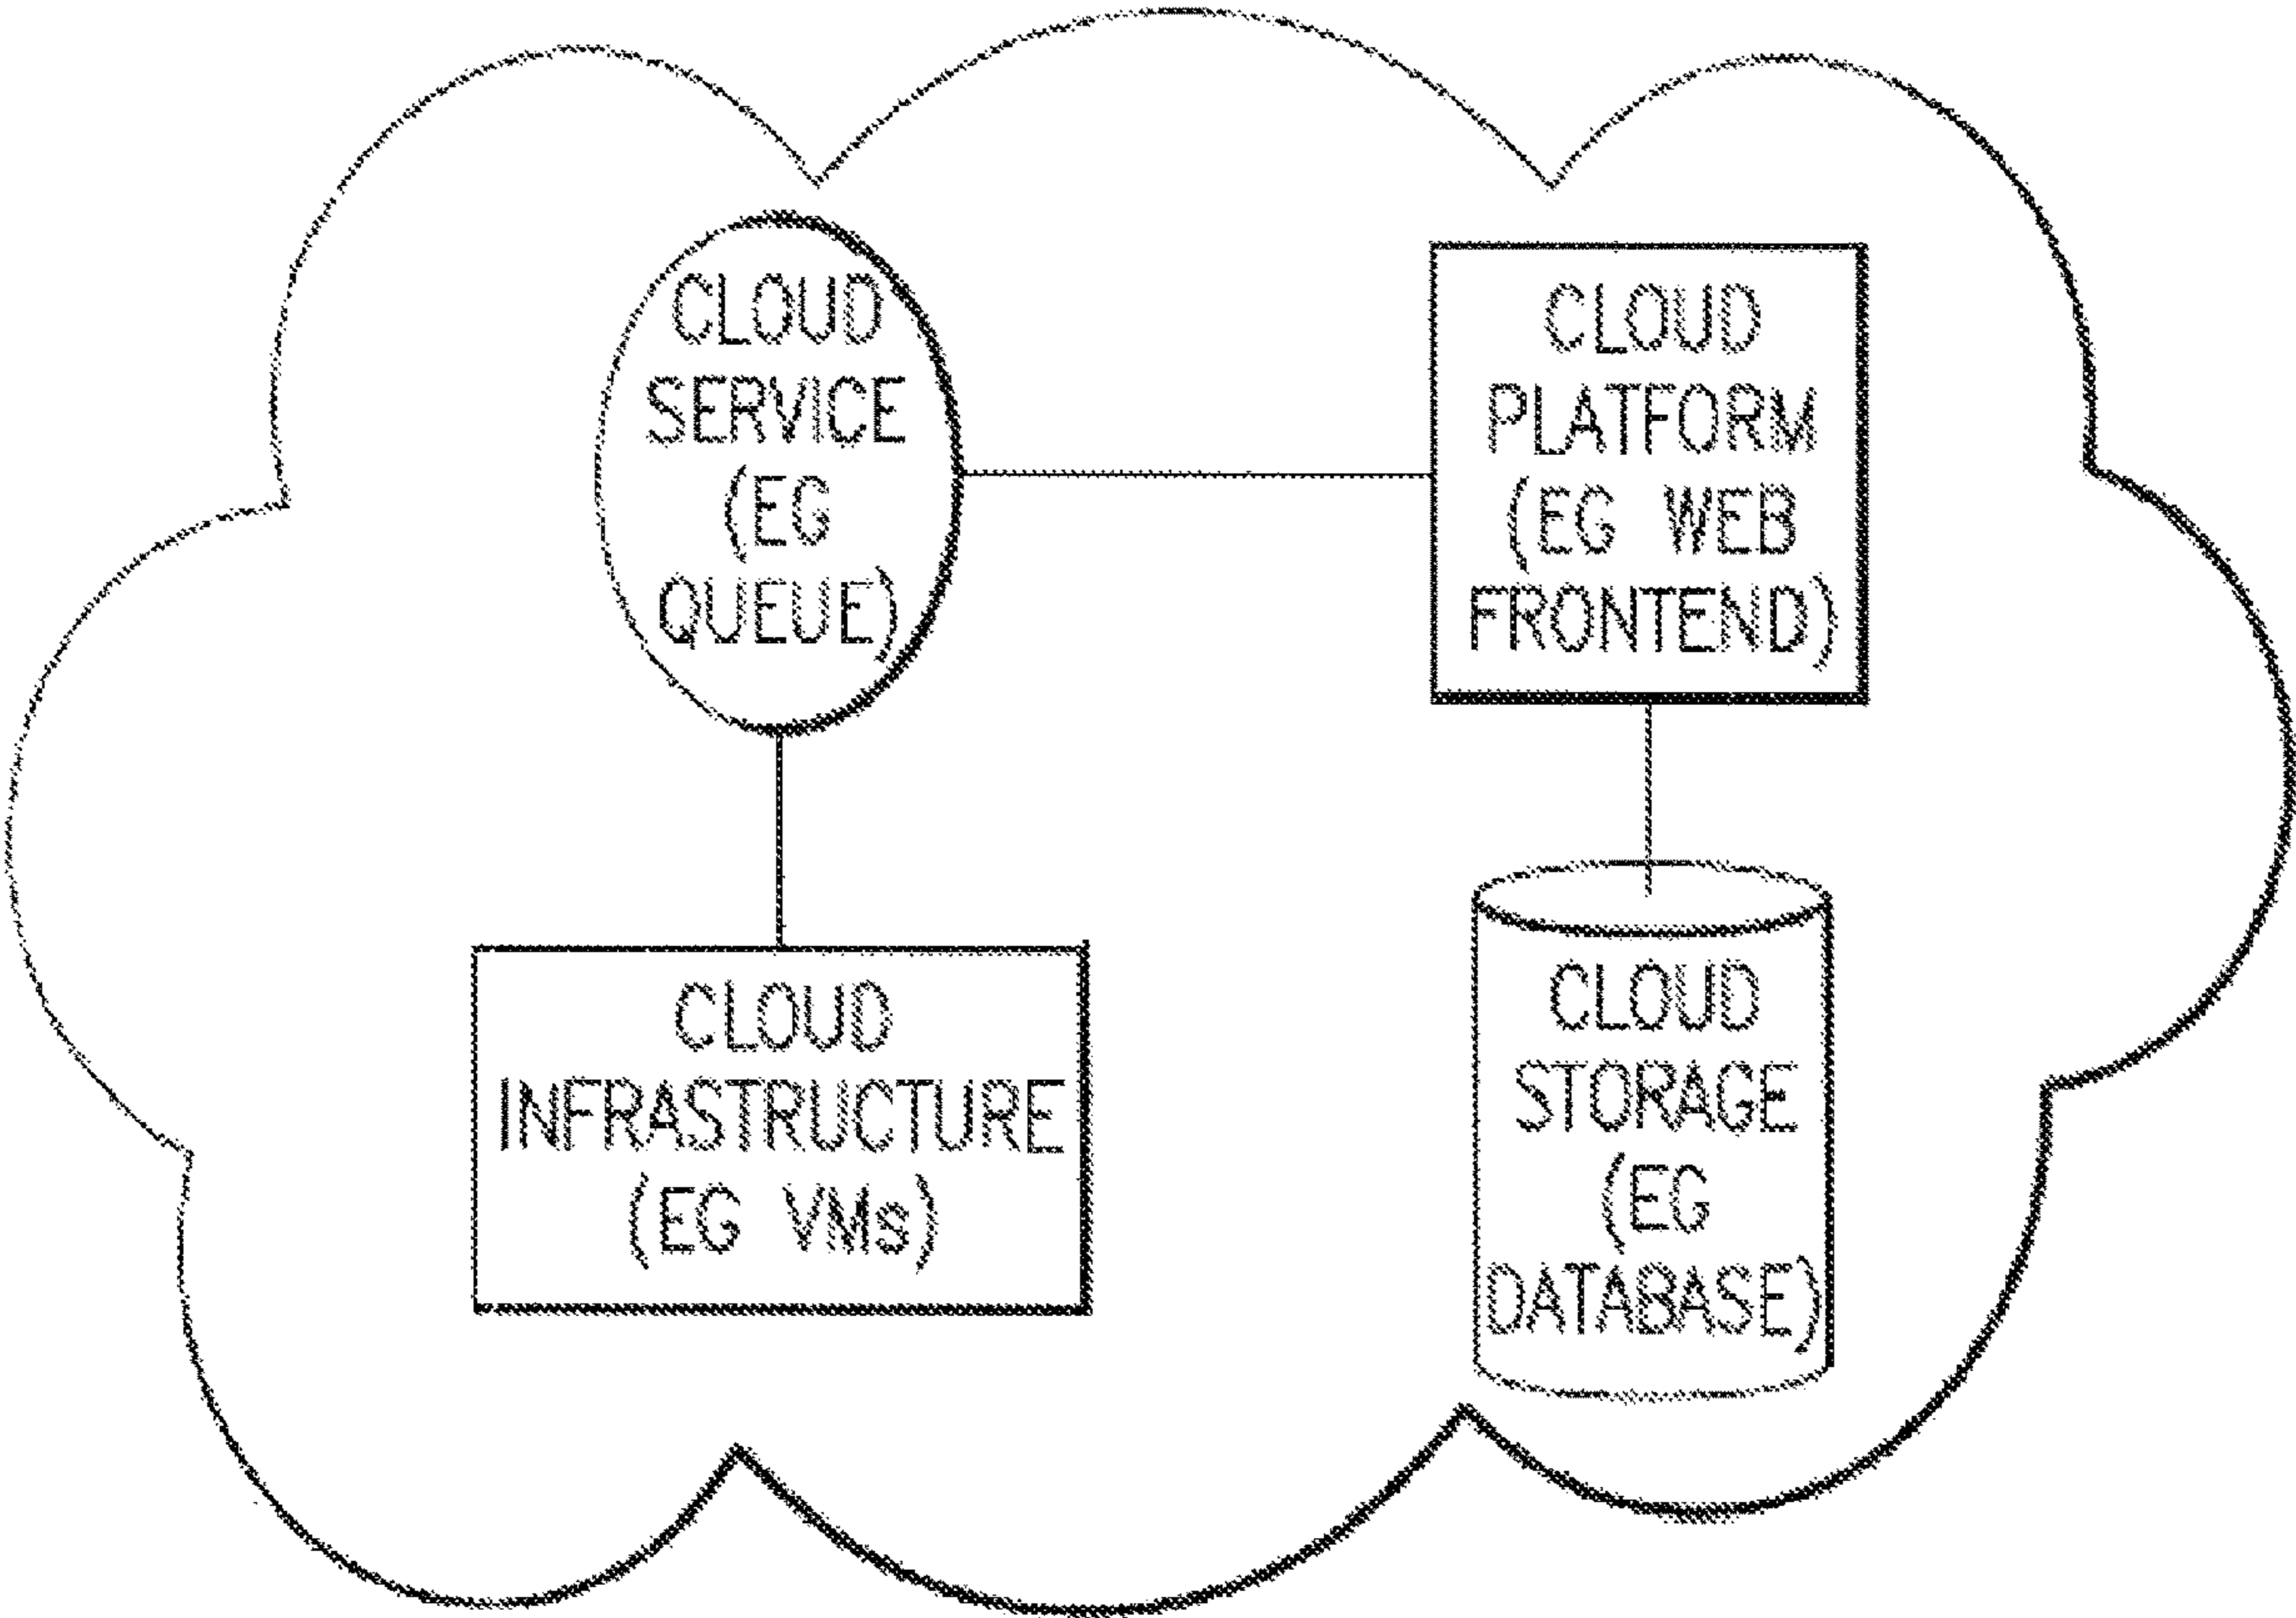 CLOUD
SERVICE
(EG
QUEUE)
CLOUD
PLATFORM
(EG WEB
FRONTEND)
CLOUD
INFRASTRUCTURE
(EG VMs)
CLOUD
STORAGE
(EG
DATABASE)